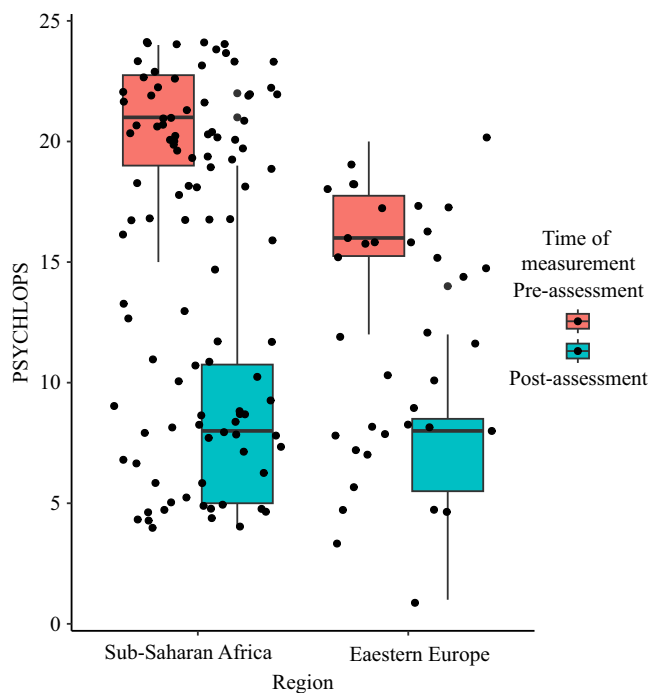 25
20
15
10
5
0
PSYCHLOPS
Sub-Saharan Africa
Eaestern Europe
Region
Time of
measurement
Pre-assessment
Post-assessment